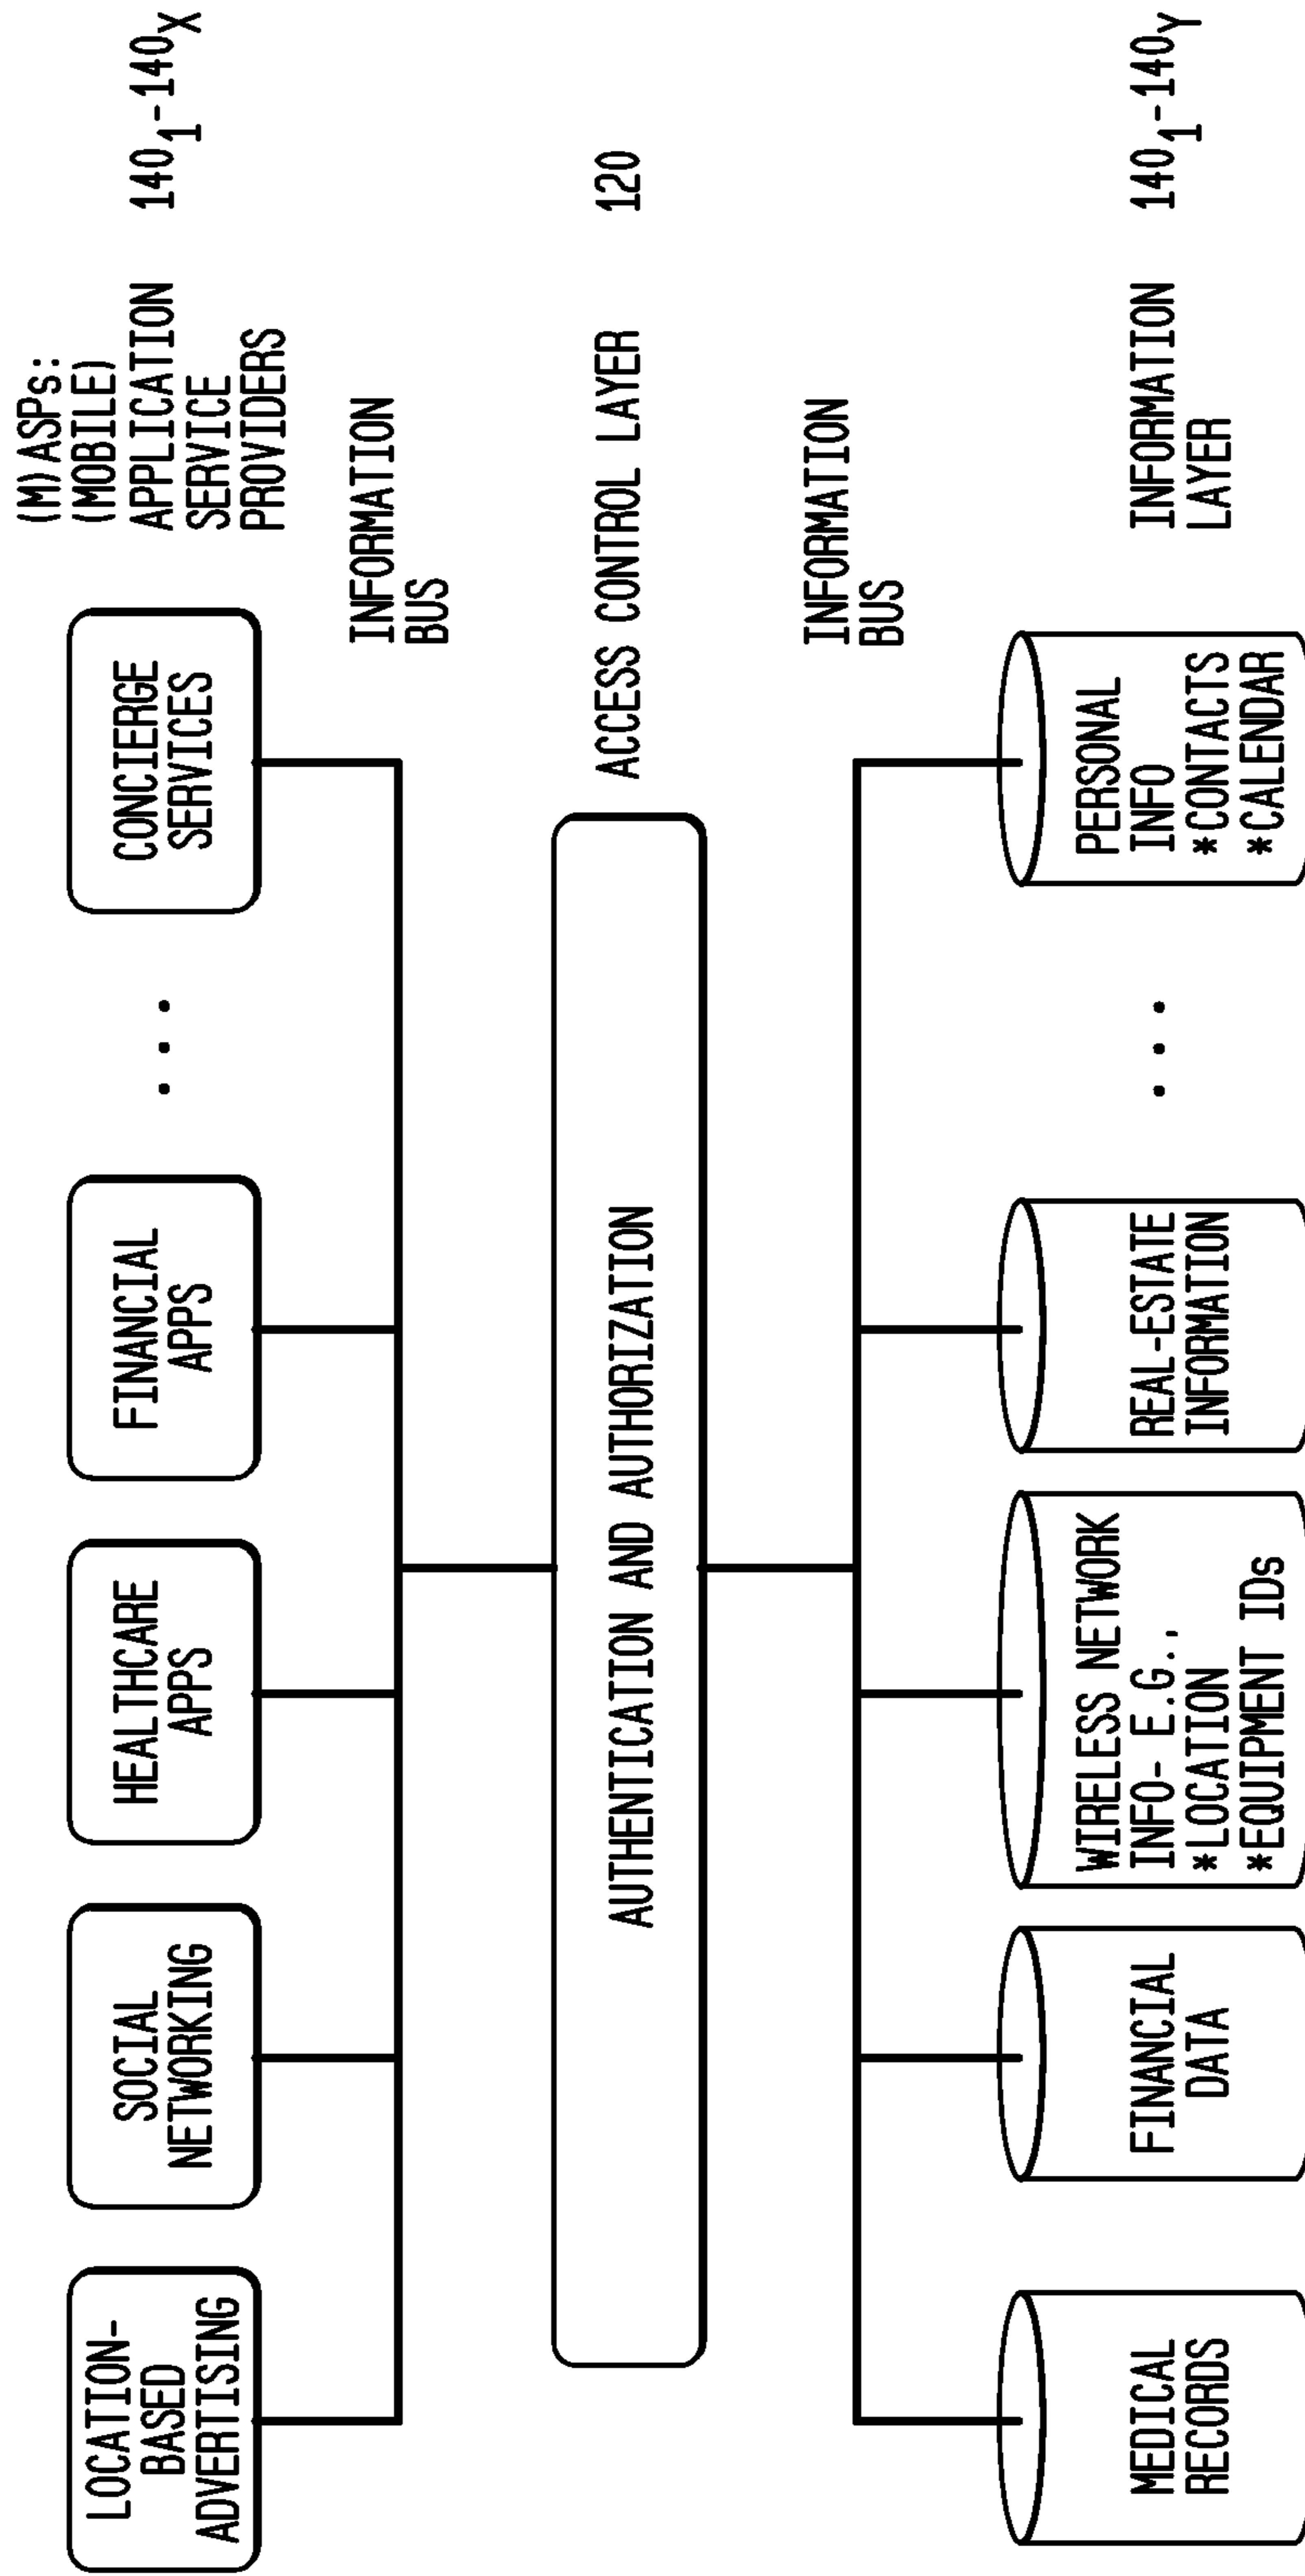 LOCATION-
BASED
ADVERTISING
SOCIAL
NETWORKING
HEALTHCARE
APPS
FINANCIAL
APPS
. . .
CONCIERGE
SERVICES
(M)ASPs:
(MOBILE)
APPLICATION 140₁-140X
SERVICE
PROVIDERS
INFORMATION
BUS
AUTHENTICATION AND AUTHORIZATION
ACCESS CONTROL LAYER 120
INFORMATION
BUS
MEDICAL
RECORDS
FINANCIAL
DATA
WIRELESS NETWORK
INFO- E.G.,
*LOCATION
*EQUIPMENT IDs
REAL-ESTATE
INFORMATION
. . .
PERSONAL
INFO
*CONTACTS
*CALENDAR
INFORMATION 140₁-140Y
LAYER